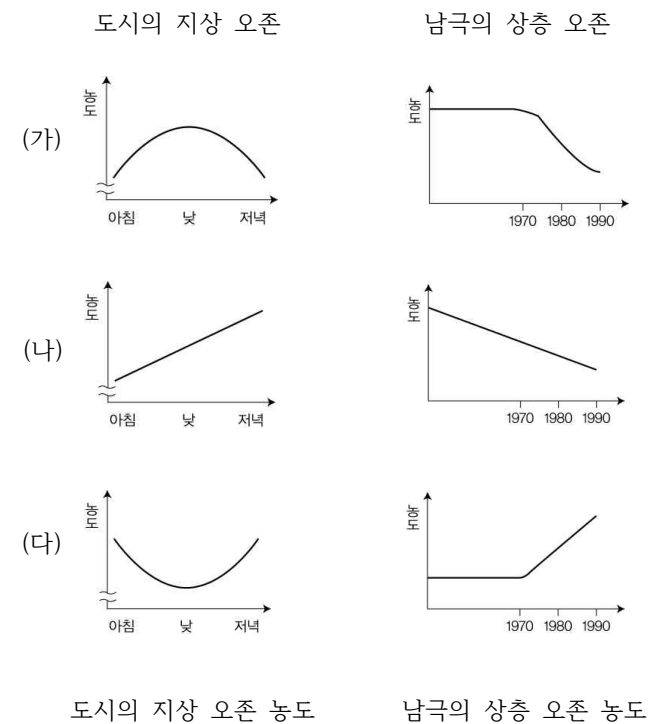 도시의 지상 오존 남극의 상층 오존
(가)
농도
아침 낮 저녁
농도
1970 1980 1990
(나)
농도
아침 낮 저녁
농도
1970 1980 1990
(다)
농도
아침 낮 저녁
농도
1970 1980 1990
도시의 지상 오존 농도 남극의 상층 오존 농도